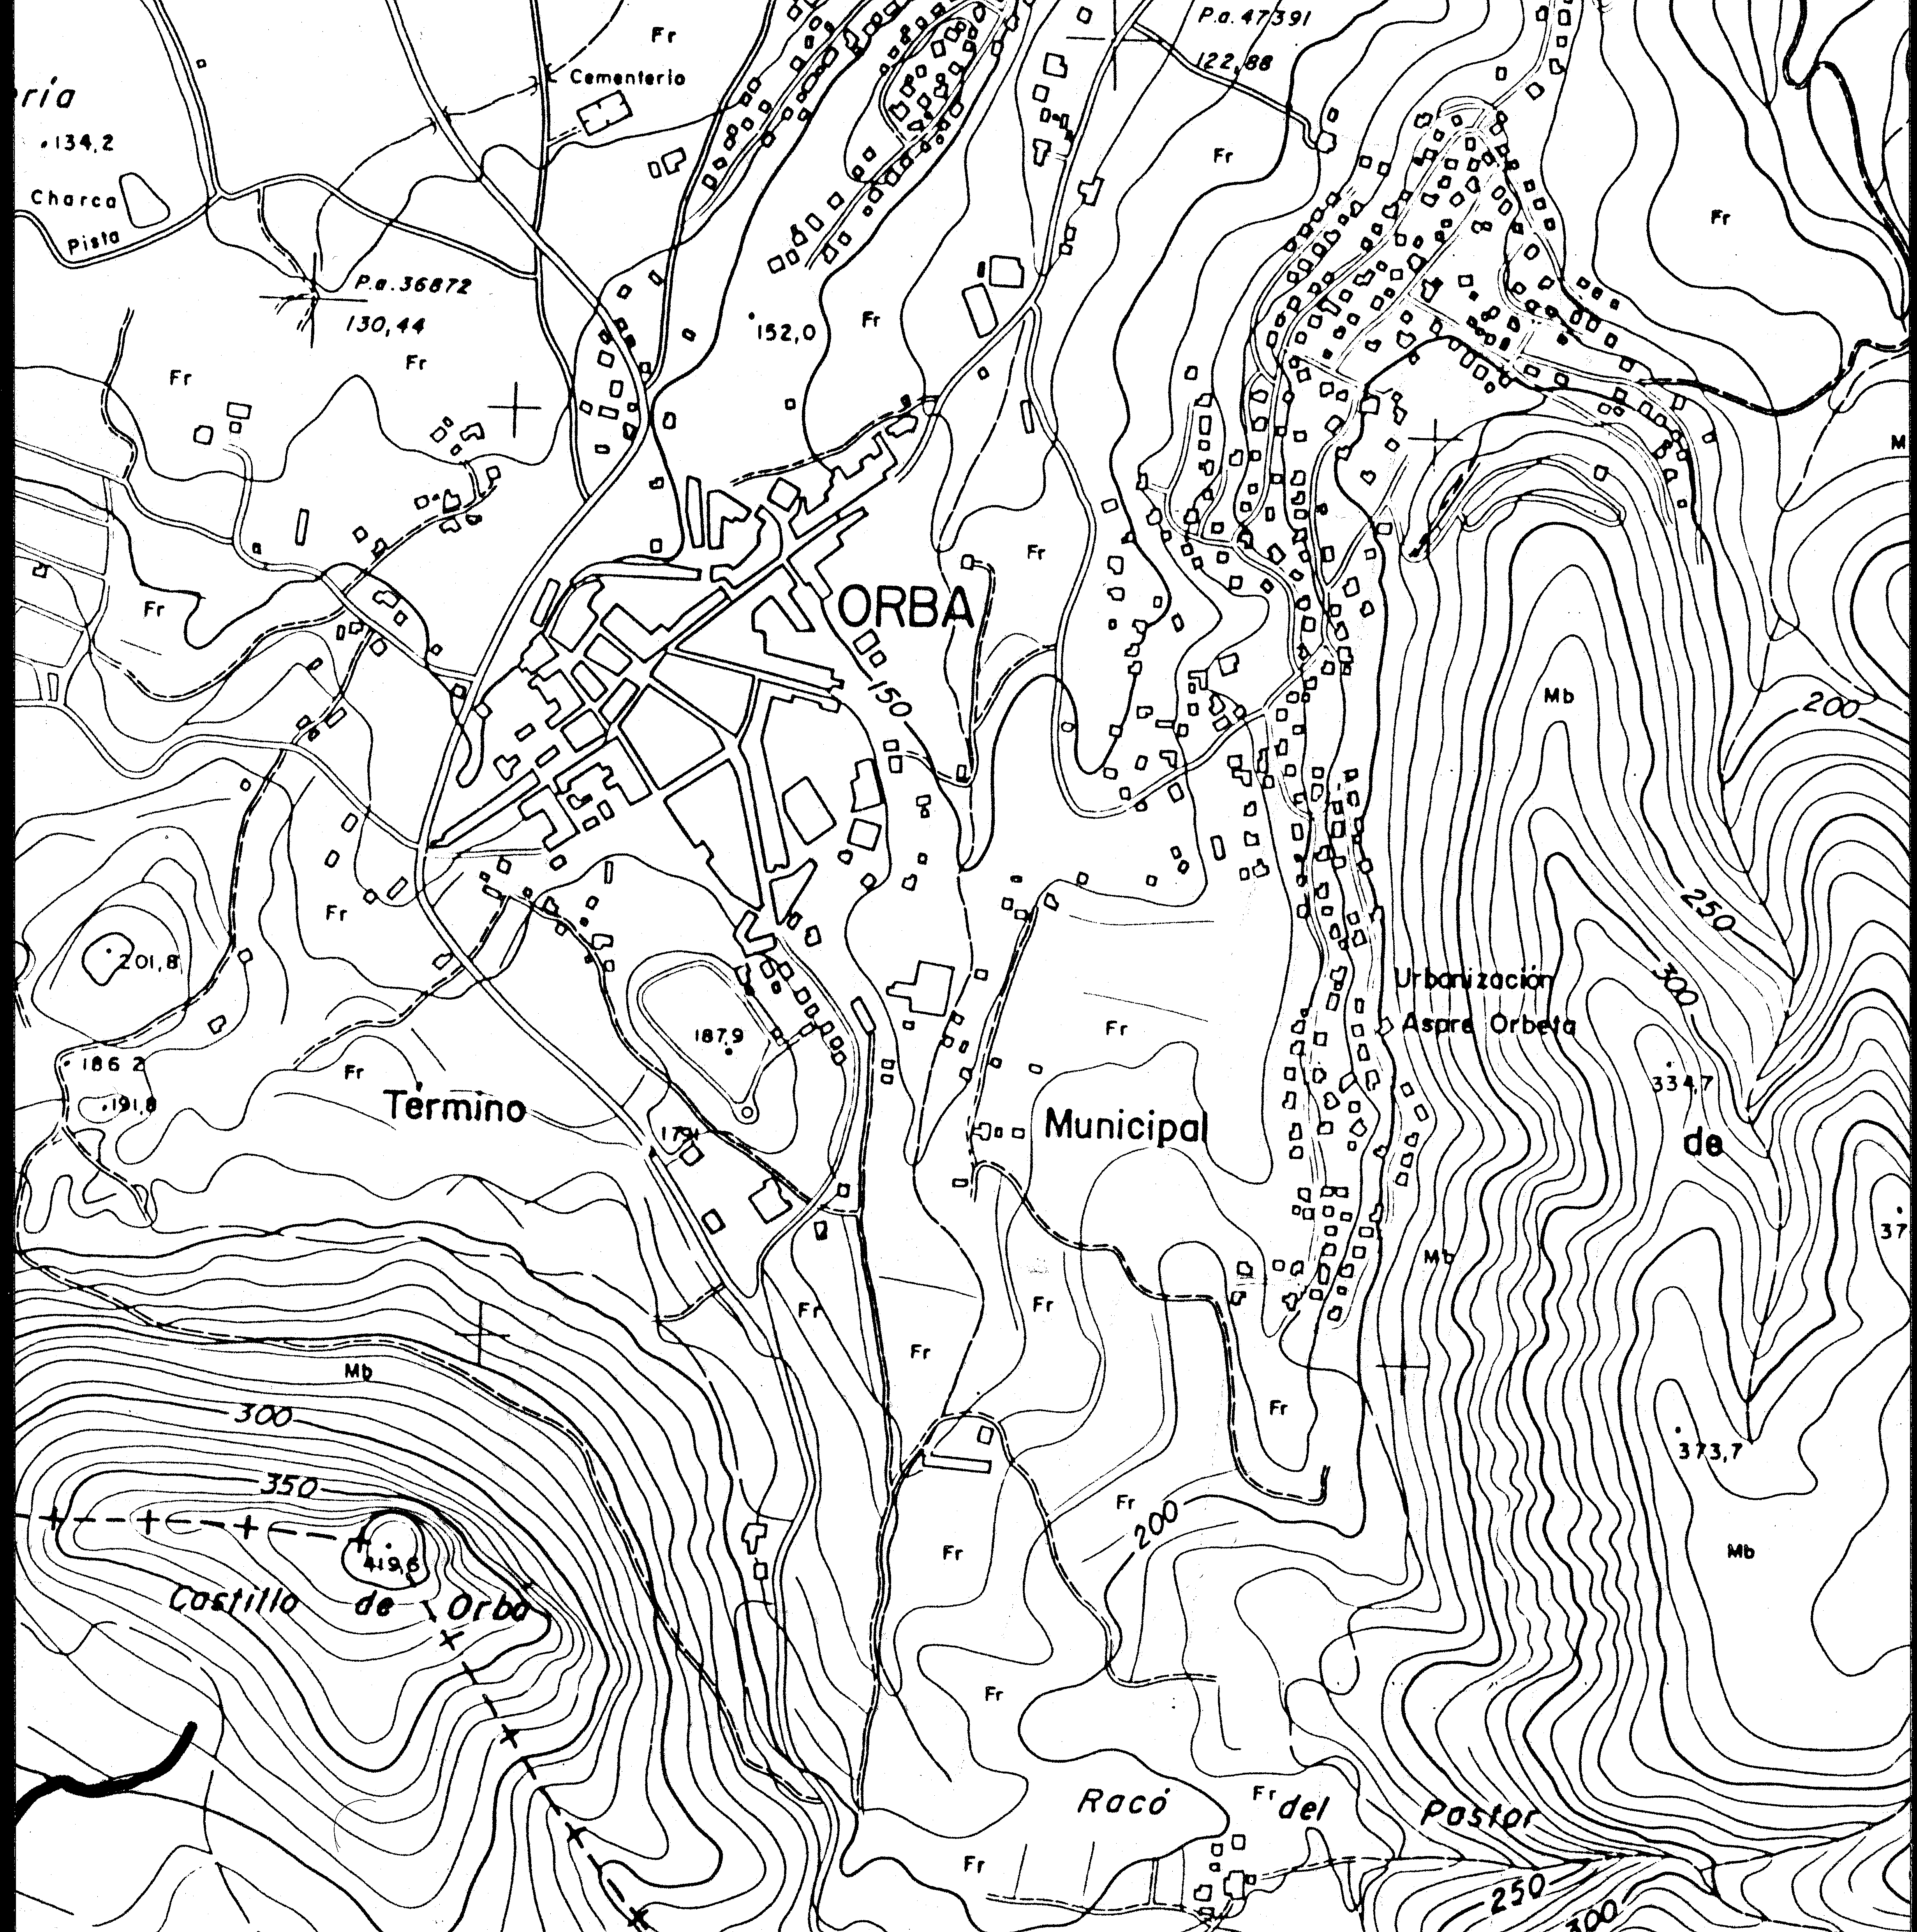 P.a. 47391
122,88
Fr
Cementerio
ría
134,2
Charca
Pista
Fr
Fr
P.a. 36872
130,44
152,0
Fr
Fr
Fr
M
Fr
Fr
ORBA
150
Mb
200
250
Fr
201,8
300
Urbanización
Aspre Orbeta
187,9
Fr
186 2
191,8
Fr
334,7
Término
Municipal
de
37
Mb
Fr
Fr
Fr
Mb
300
Fr
373,7
350
Fr
200
Fr
Mb
419,6
Castillo de Orba
Fr
Racó del Pastor
Fr
Fr
250
300